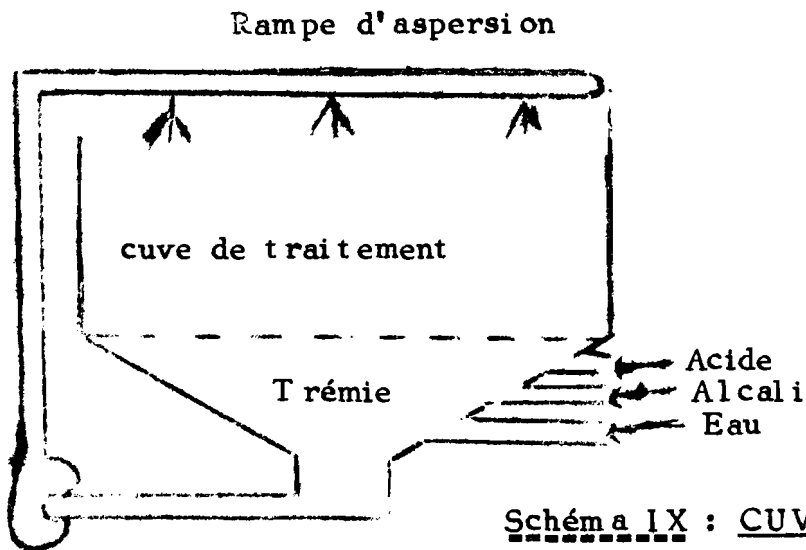 Rampe d'aspersion
cuve de traitement
Trémie
Acide
Alcali
Eau
Schéma IX : CUV